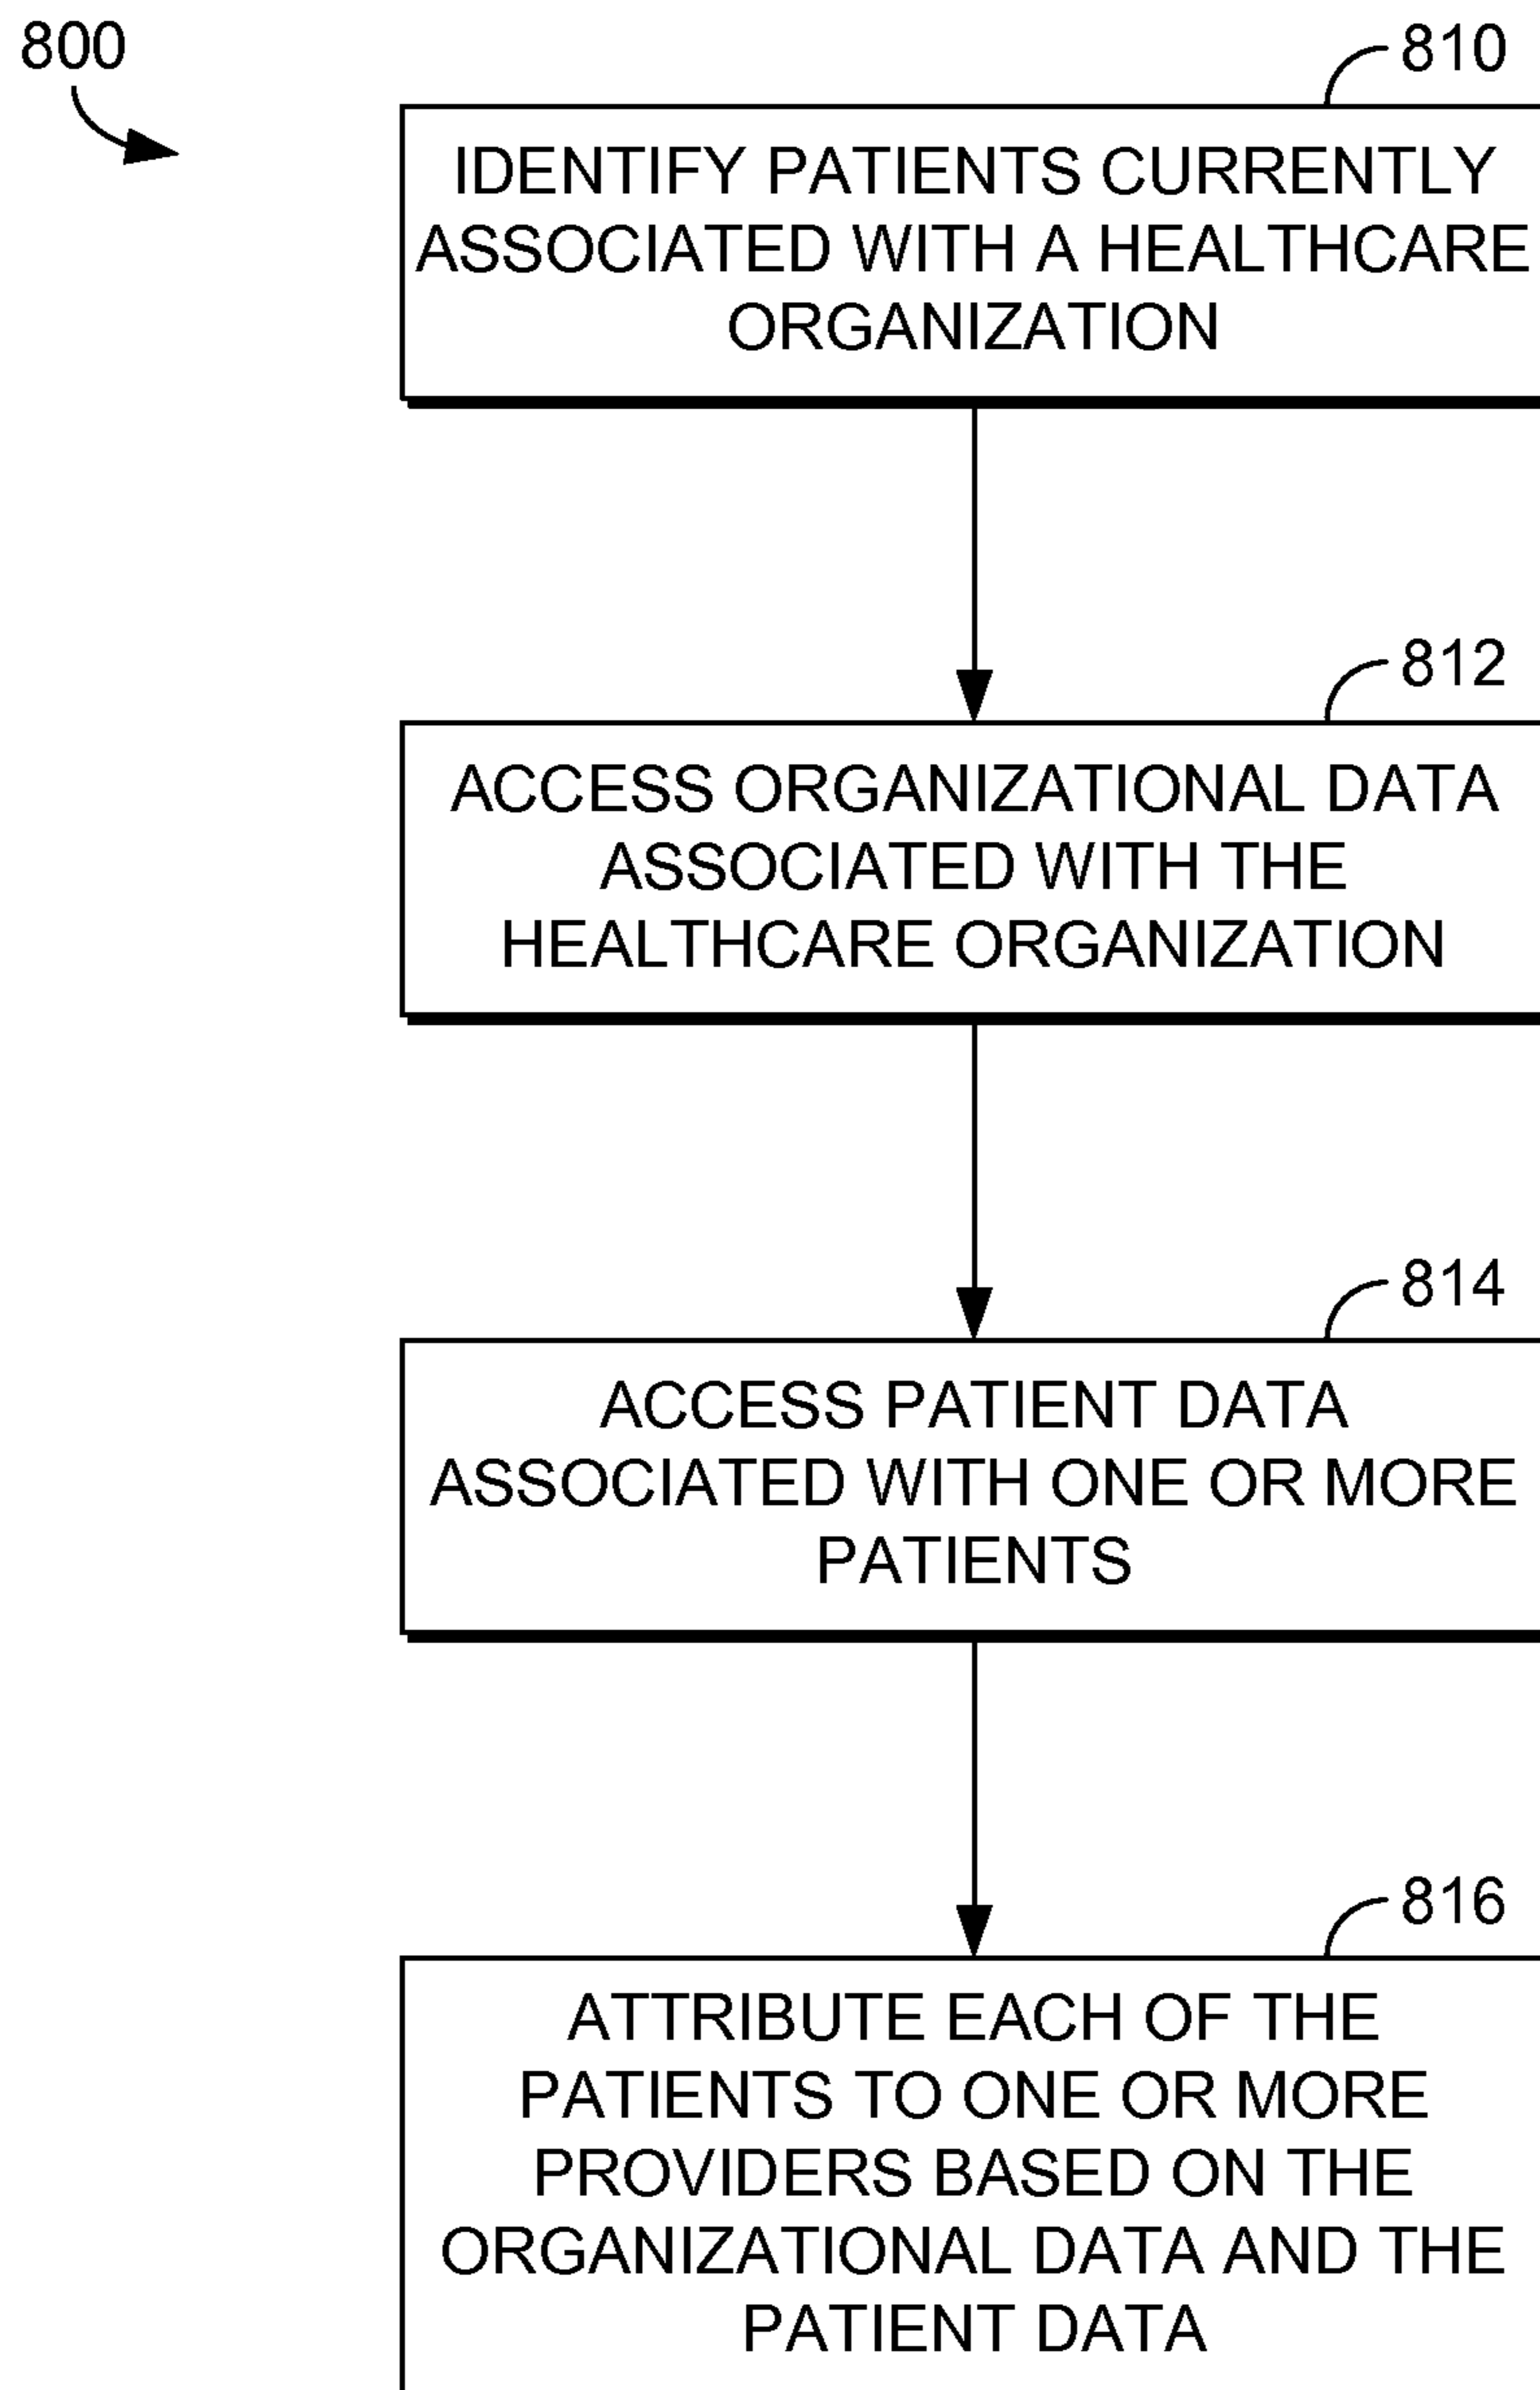 800
810
IDENTIFY PATIENTS CURRENTLY
ASSOCIATED WITH A HEALTHCARE
ORGANIZATION
812
ACCESS ORGANIZATIONAL DATA
ASSOCIATED WITH THE
HEALTHCARE ORGANIZATION
814
ACCESS PATIENT DATA
ASSOCIATED WITH ONE OR MORE
PATIENTS
816
ATTRIBUTE EACH OF THE
PATIENTS TO ONE OR MORE
PROVIDERS BASED ON THE
ORGANIZATIONAL DATA AND THE
PATIENT DATA